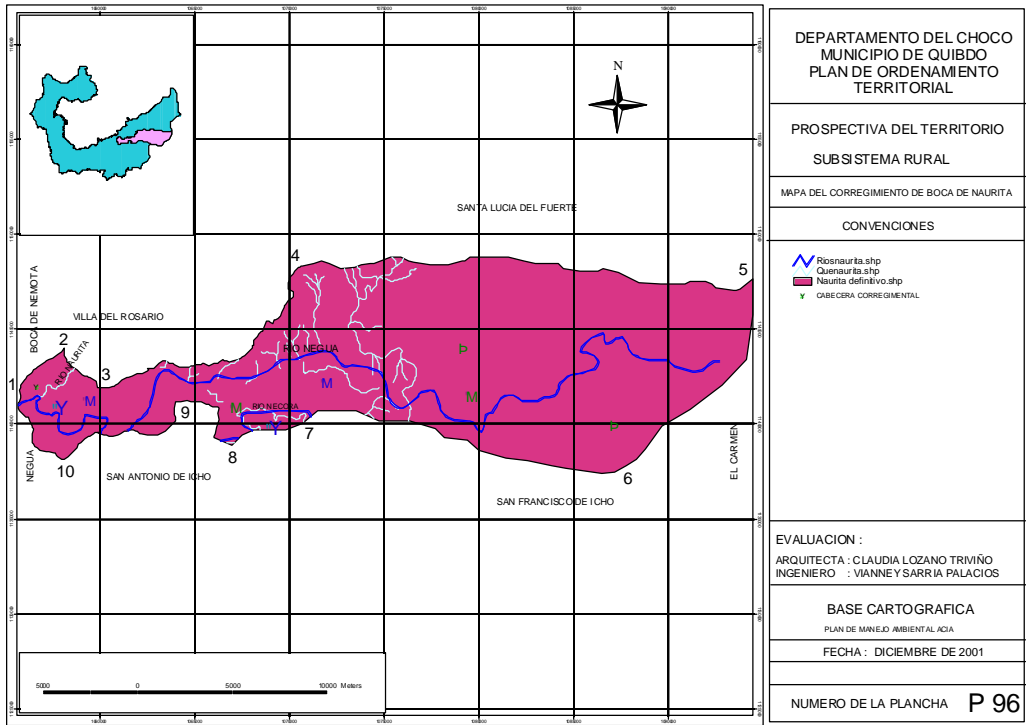 DEPARTAMENTO DEL CHOCO
MUNICIPIO DE QUIBDO
PLAN DE ORDENAMIENTO
TERRITORIAL
PROSPECTIVA DEL TERRITORIO
SUBSISTEMA RURAL
MAPA DEL CORREGIMIENTO DE BOCA DE NAURITA
CONVENCIONES
Riosnaurita.shp
Quenaurita.shp
Naurita definitivo.shp
CABECERA CORREGIMENTAL
EVALUACION :
ARQUITECTA : CLAUDIA LOZANO TRIVIÑO
INGENIERO : VIANNEY SARRIA PALACIOS
BASE CARTOGRAFICA
PLAN DE MANEJO AMBIENTAL ACIA
FECHA : DICIEMBRE DE 2001
NUMERO DE LA PLANCHA P 96
N
SANTA LUCIA DEL FUERTE
BOCA DE NEMOTA
VILLA DEL ROSARIO
4
5
2
RIO NAURITA
RIO NEGUA
1
3
Y
M
M
M
M
Þ
Þ
RIO NECORA
Y
9
7
8
10
6
NEGUA
SAN ANTONIO DE ICHO
SAN FRANCISCO DE ICHO
EL CARMEN
5000 0 5000 10000 Meters